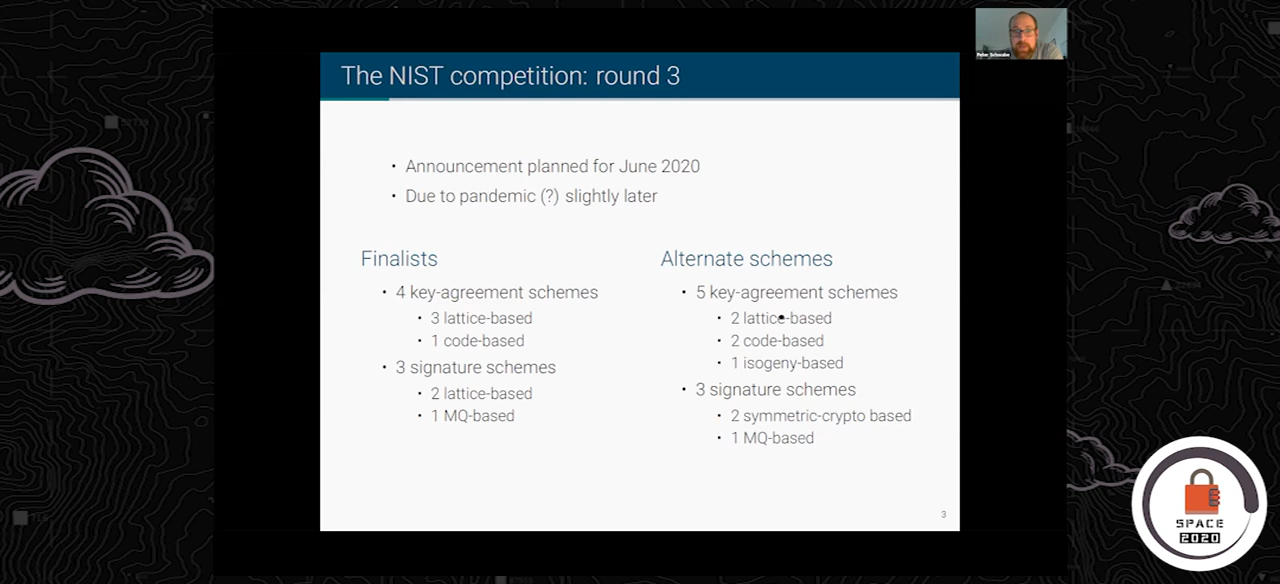 Peter Schwabe
The NIST competition: round 3
• Announcement planned for June 2020
• Due to pandemic (?) slightly later
Finalists
• 4 key-agreement schemes
• 3 lattice-based
• 1 code-based
• 3 signature schemes
• 2 lattice-based
• 1 MQ-based
Alternate schemes
• 5 key-agreement schemes
• 2 lattice-based
• 2 code-based
• 1 isogeny-based
• 3 signature schemes
• 2 symmetric-crypto based
• 1 MQ-based
3
SPACE
2020